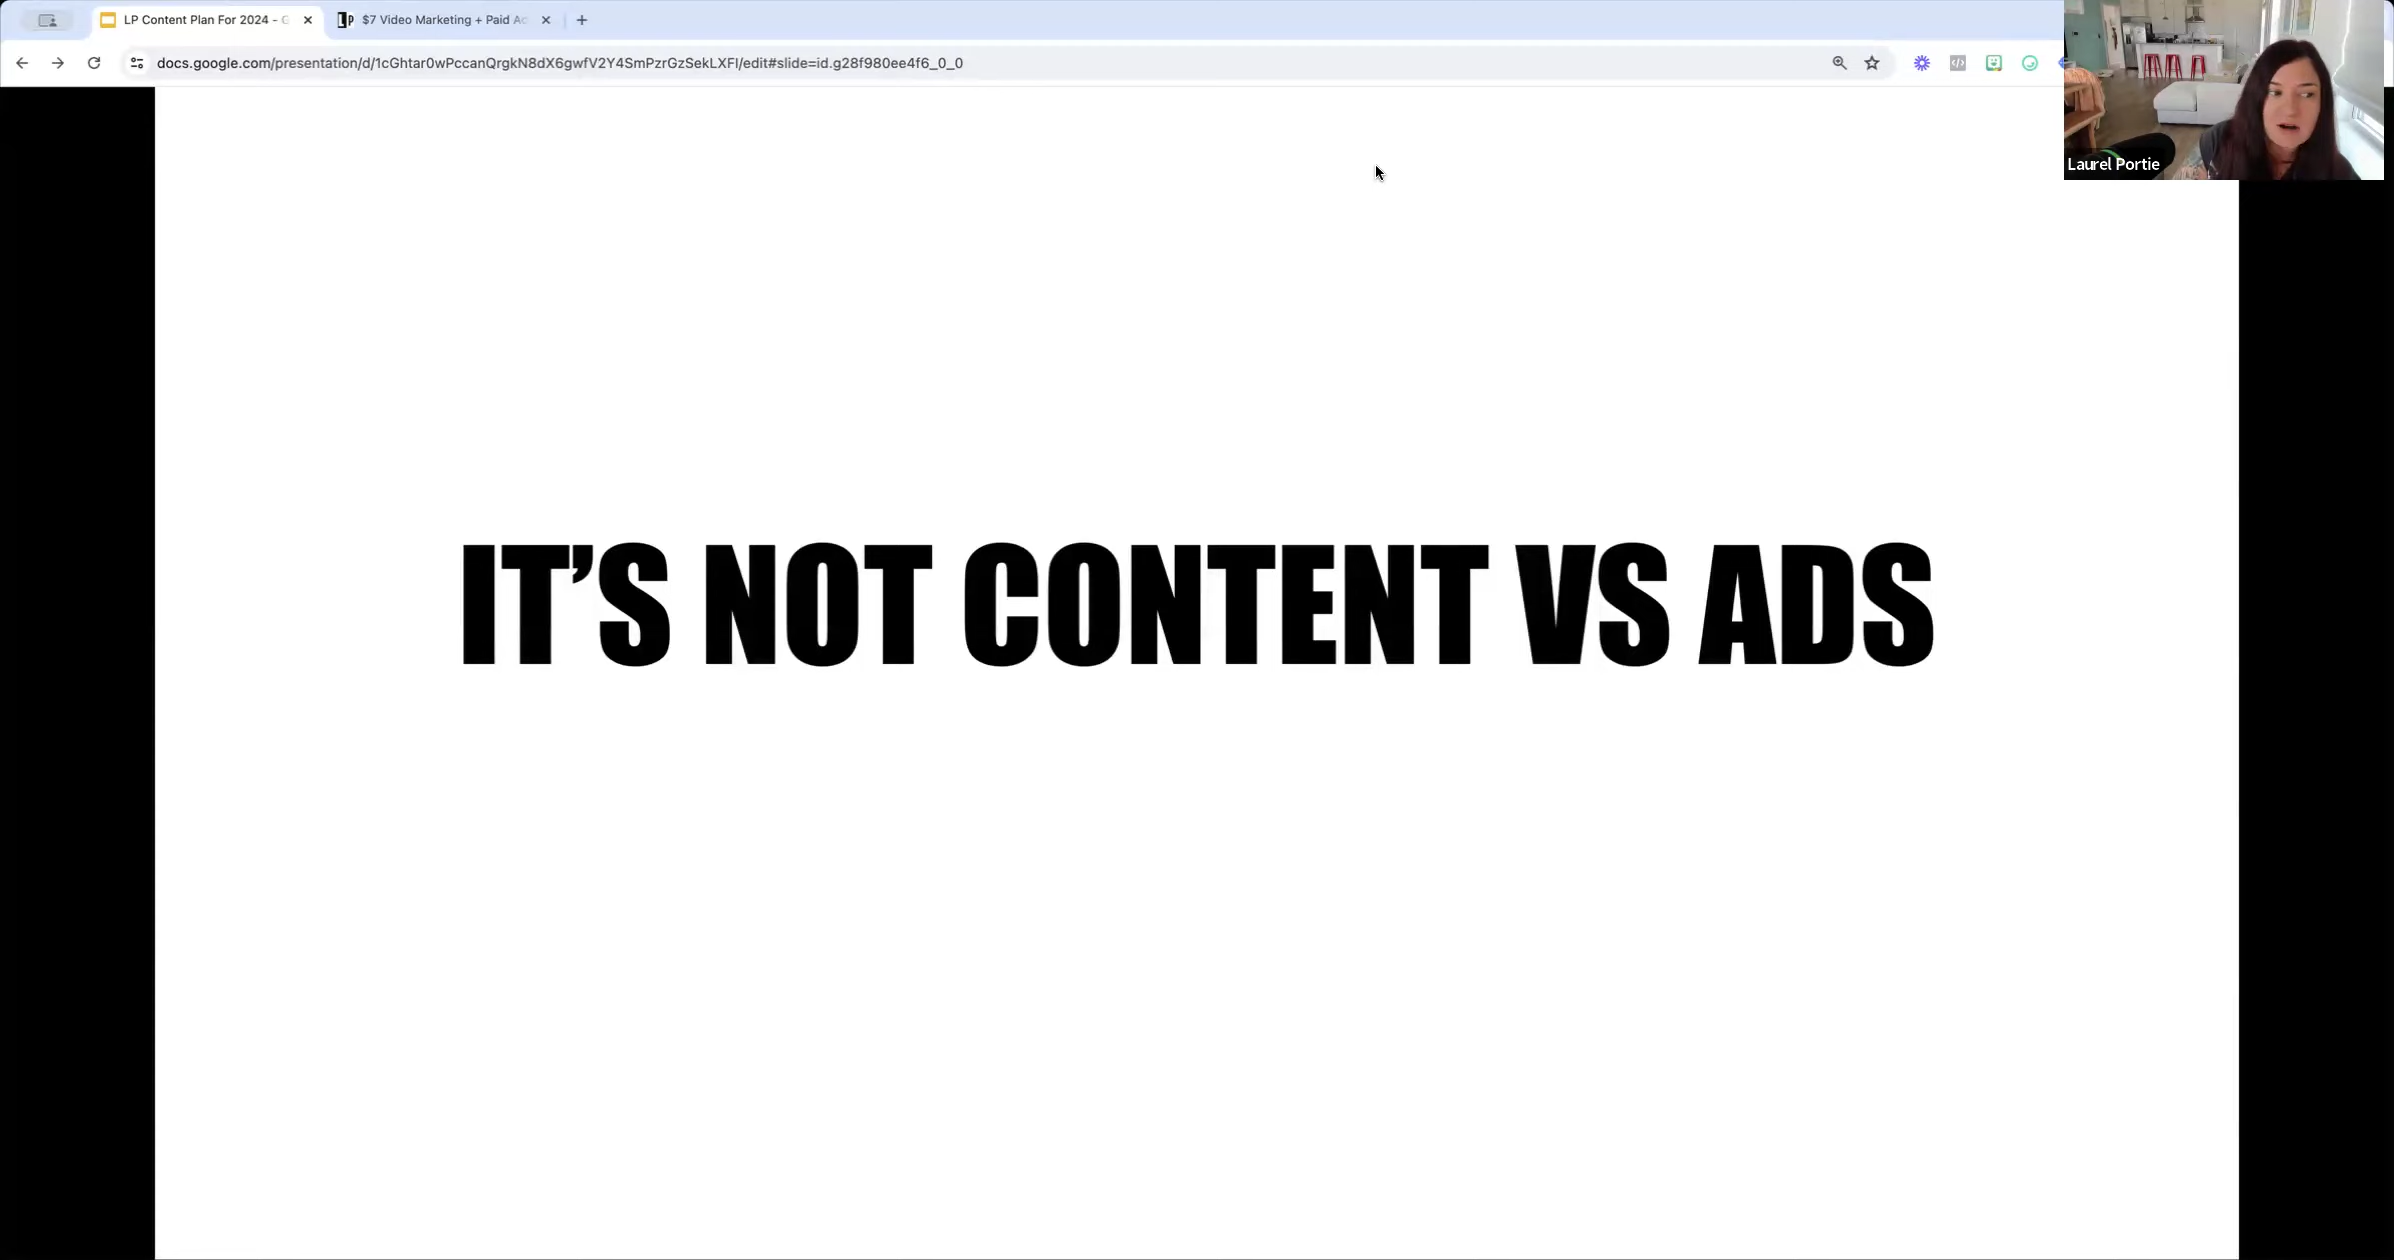 LP Content Plan For 2024 - G
$7 Video Marketing + Paid Ac
docs.google.com/presentation/d/1cGhtar0wPccanQrgkN8dX6gwfV2Y4SmPzrGzSekLXFI/edit#slide=id.g28f980ee4f6_0_0
Laurel Portie
IT’S NOT CONTENT VS ADS